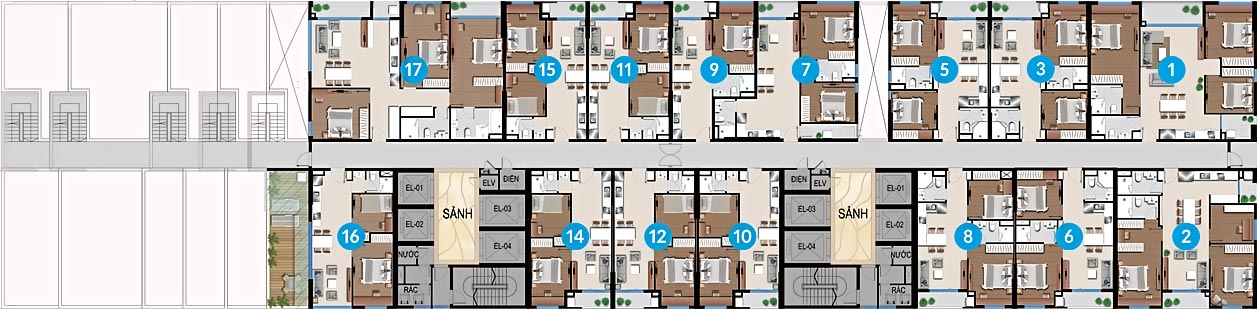 17
15
11
9
7
5
3
1
EL-01
ELV
ĐIỆN
EL-02
SẢNH
EL-03
EL-04
NƯỚC
RÁC
ĐIỆN
ELV
EL-01
EL-03
SẢNH
EL-02
EL-04
NƯỚC
RÁC
16
14
12
10
8
6
2